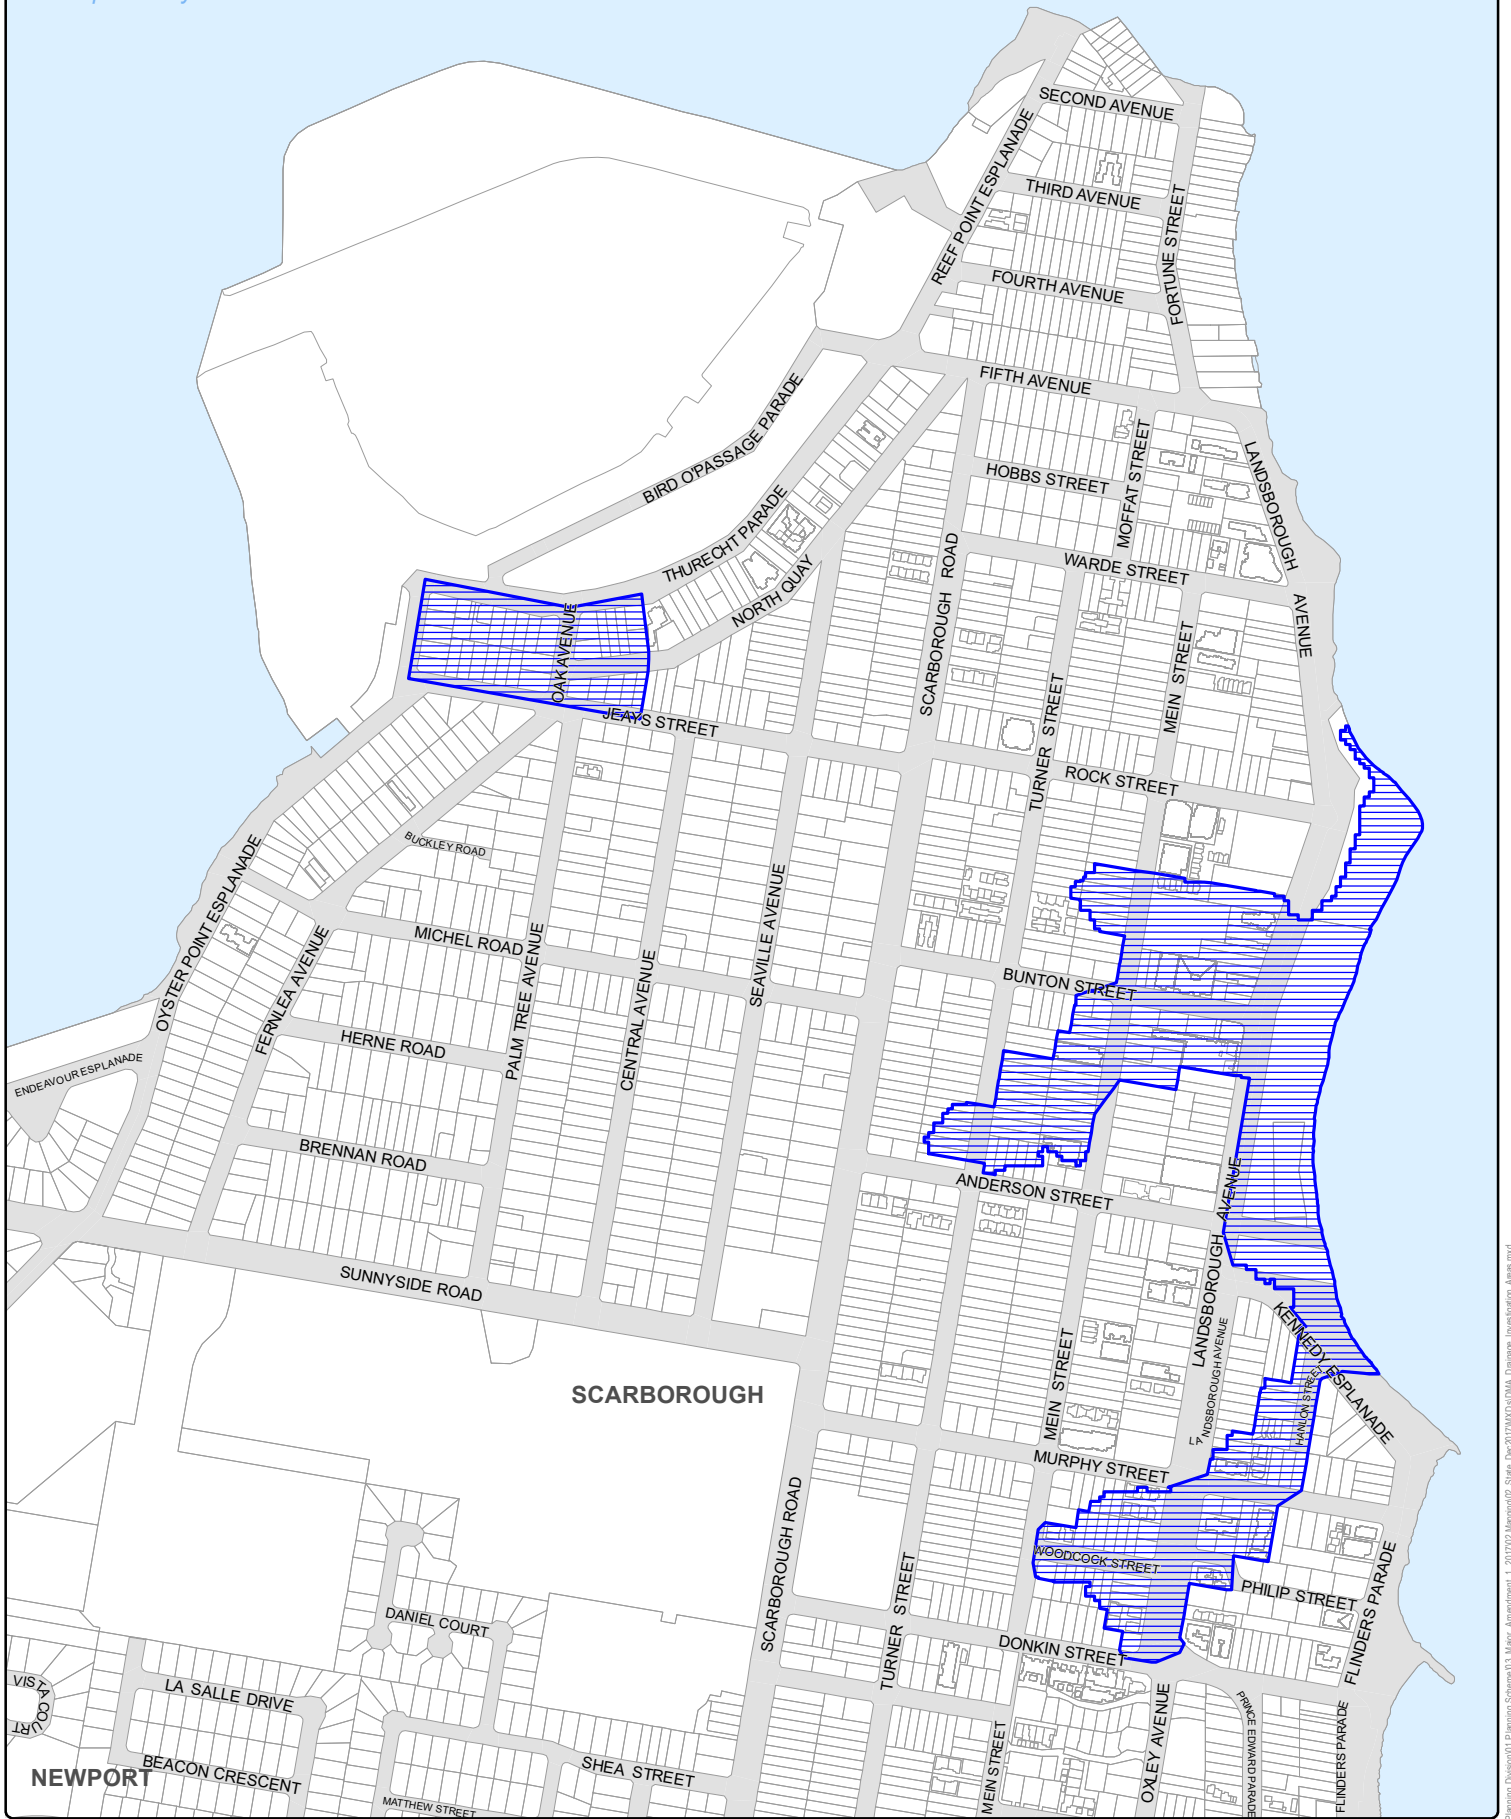 SECOND AVENUE
REEF POINT ESPLANADE
THIRD AVENUE
FORTUNE STREET
FOURTH AVENUE
FIFTH AVENUE
BIRD O'PASSAGE PARADE
MOFFAT STREET
LANDSBOROUGH
HOBBS STREET
THURECHT PARADE
WARDE STREET
NORTH QUAY
SCARBOROUGH ROAD
AVENUE
OAK AVENUE
MEIN STREET
TURNER STREET
JEAYS STREET
ROCK STREET
BUCKLEY ROAD
OYSTER POINT ESPLANADE
SEAVILLE AVENUE
MICHEL ROAD
FERNLEA AVENUE
PALM TREE AVENUE
CENTRAL AVENUE
BUNTON STREET
HERNE ROAD
ENDEAVOUR ESPLANADE
BRENNAN ROAD
ANDERSON STREET
LANDSBOROUGH AVENUE
SUNNYSIDE ROAD
KENNEDY ESPLANADE
LANDSBOROUGH AVENUE
MEIN STREET
HANLON STREET
SCARBOROUGH
MURPHY STREET
SCARBOROUGH ROAD
WOODCOCK STREET
PHILIP STREET
FLINDERS PARADE
TURNER STREET
DANIEL COURT
DONKIN STREET
VISTA COURT
LA SALLE DRIVE
OXLEY AVENUE
PRINCE EDWARD PARADE
FLINDERS PARADE
MEIN STREET
SHEA STREET
BEACON CRESCENT
NEWPORT
MATTHEW STREET